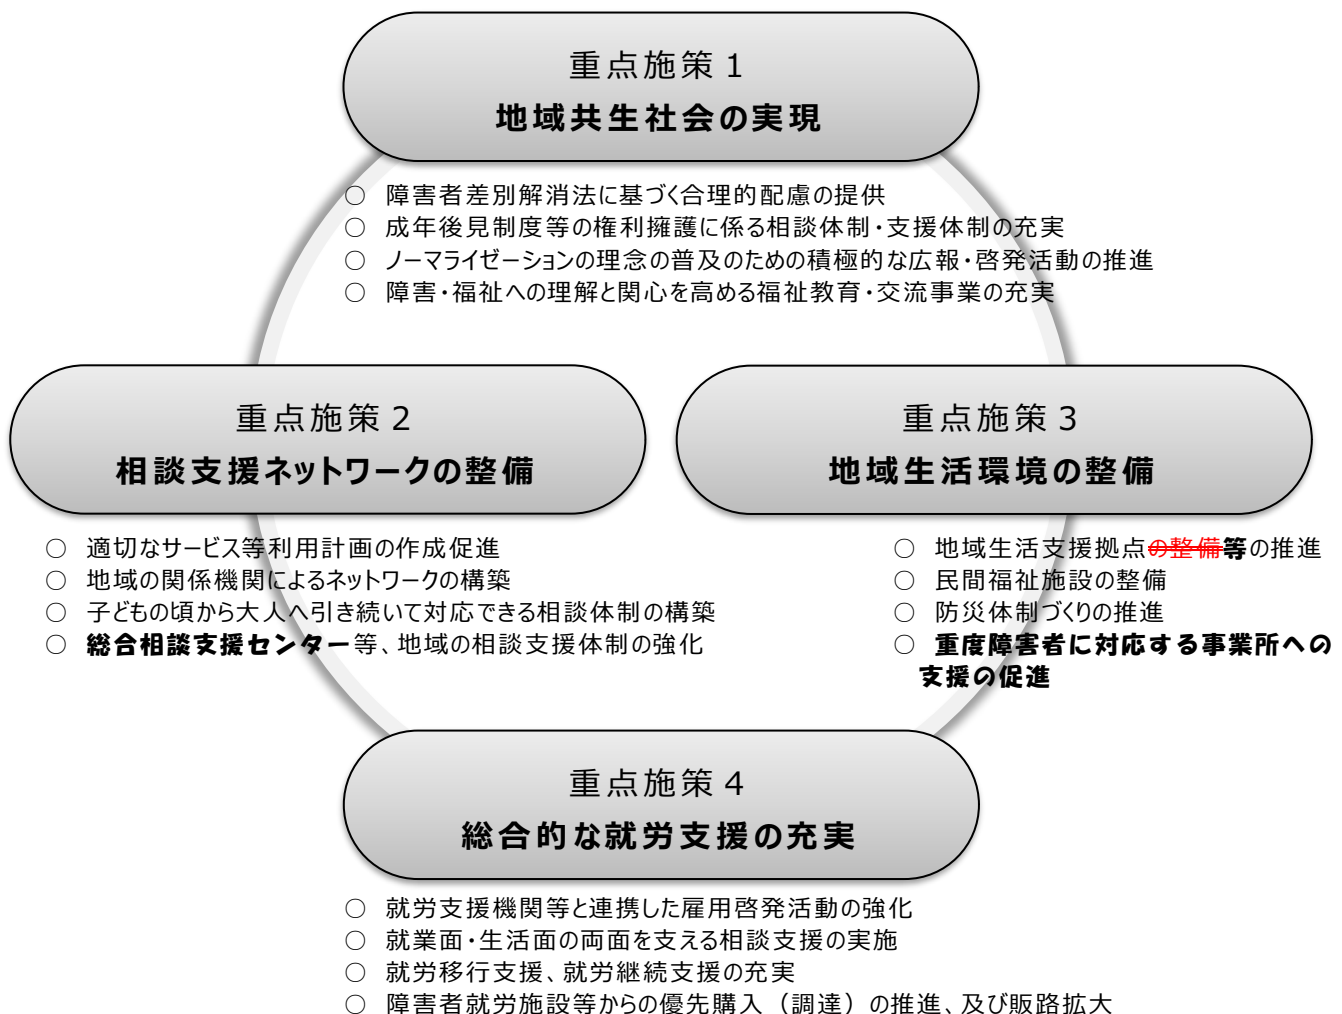 重点施策１
地域共生社会の実現
○ 障害者差別解消法に基づく合理的配慮の提供
○ 成年後見制度等の権利擁護に係る相談体制・支援体制の充実
○ ノーマライゼーションの理念の普及のための積極的な広報・啓発活動の推進
○ 障害・福祉への理解と関心を高める福祉教育・交流事業の充実
重点施策２
相談支援ネットワークの整備
○ 適切なサービス等利用計画の作成促進
○ 地域の関係機関によるネットワークの構築
○ 子どもの頃から大人へ引き続いて対応できる相談体制の構築
○ 総合相談支援センター等、地域の相談支援体制の強化
重点施策３
地域生活環境の整備
○ 地域生活支援拠点の整備等の推進
○ 民間福祉施設の整備
○ 防災体制づくりの推進
○ 重度障害者に対応する事業所への
支援の促進
重点施策４
総合的な就労支援の充実
○ 就労支援機関等と連携した雇用啓発活動の強化
○ 就業面・生活面の両面を支える相談支援の実施
○ 就労移行支援、就労継続支援の充実
○ 障害者就労施設等からの優先購入（調達）の推進、及び販路拡大